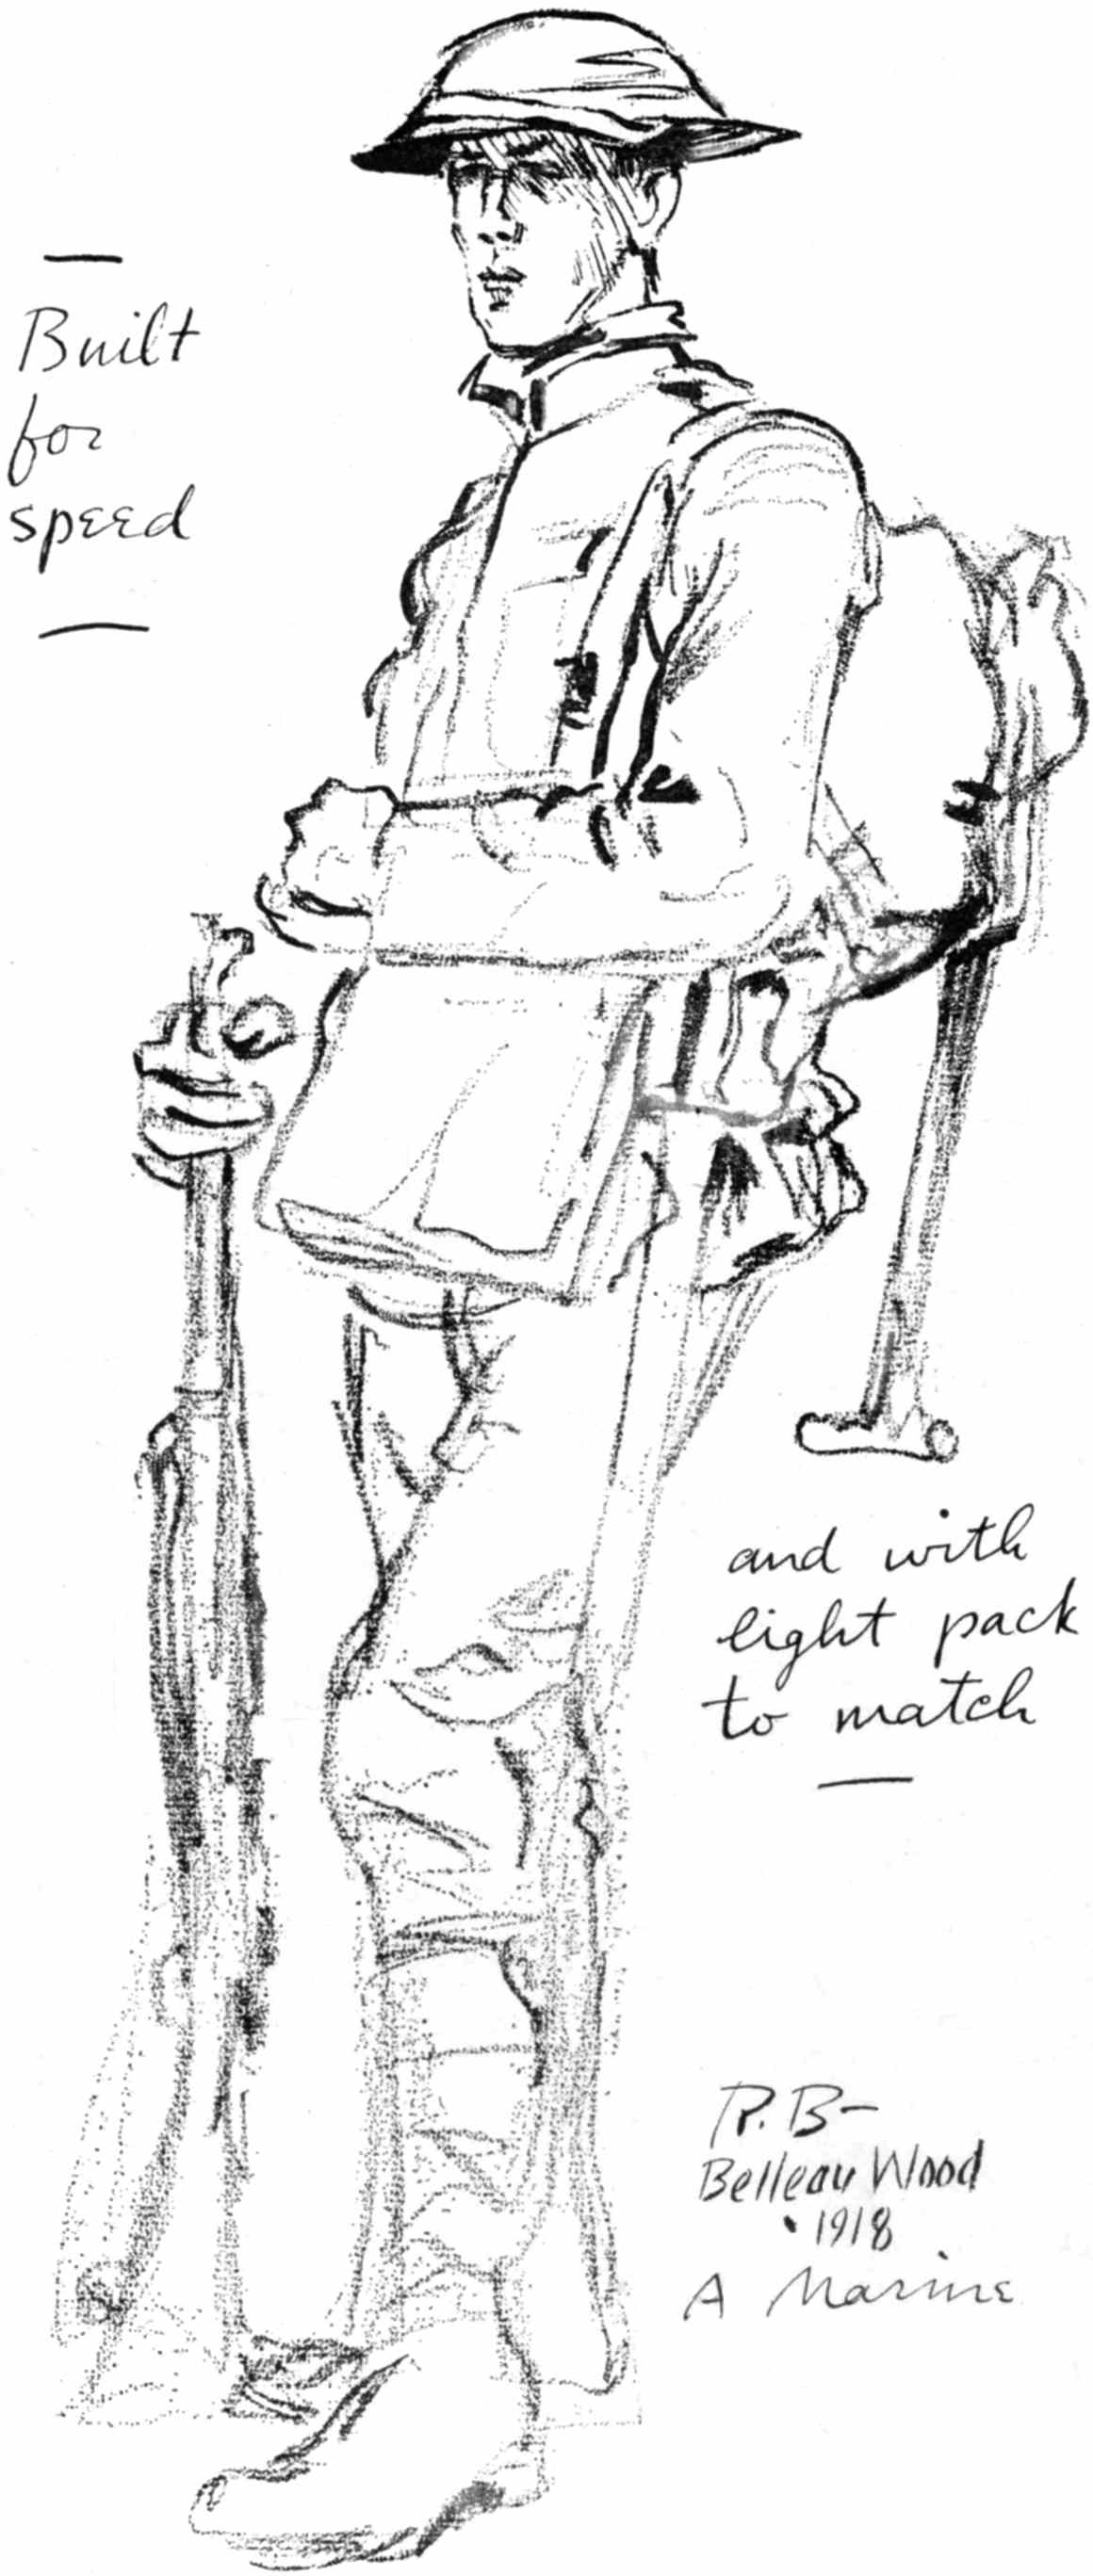 Built
for
speed
and with
light pack
to match
R.B-
Belleau Wood
1918
A Marine